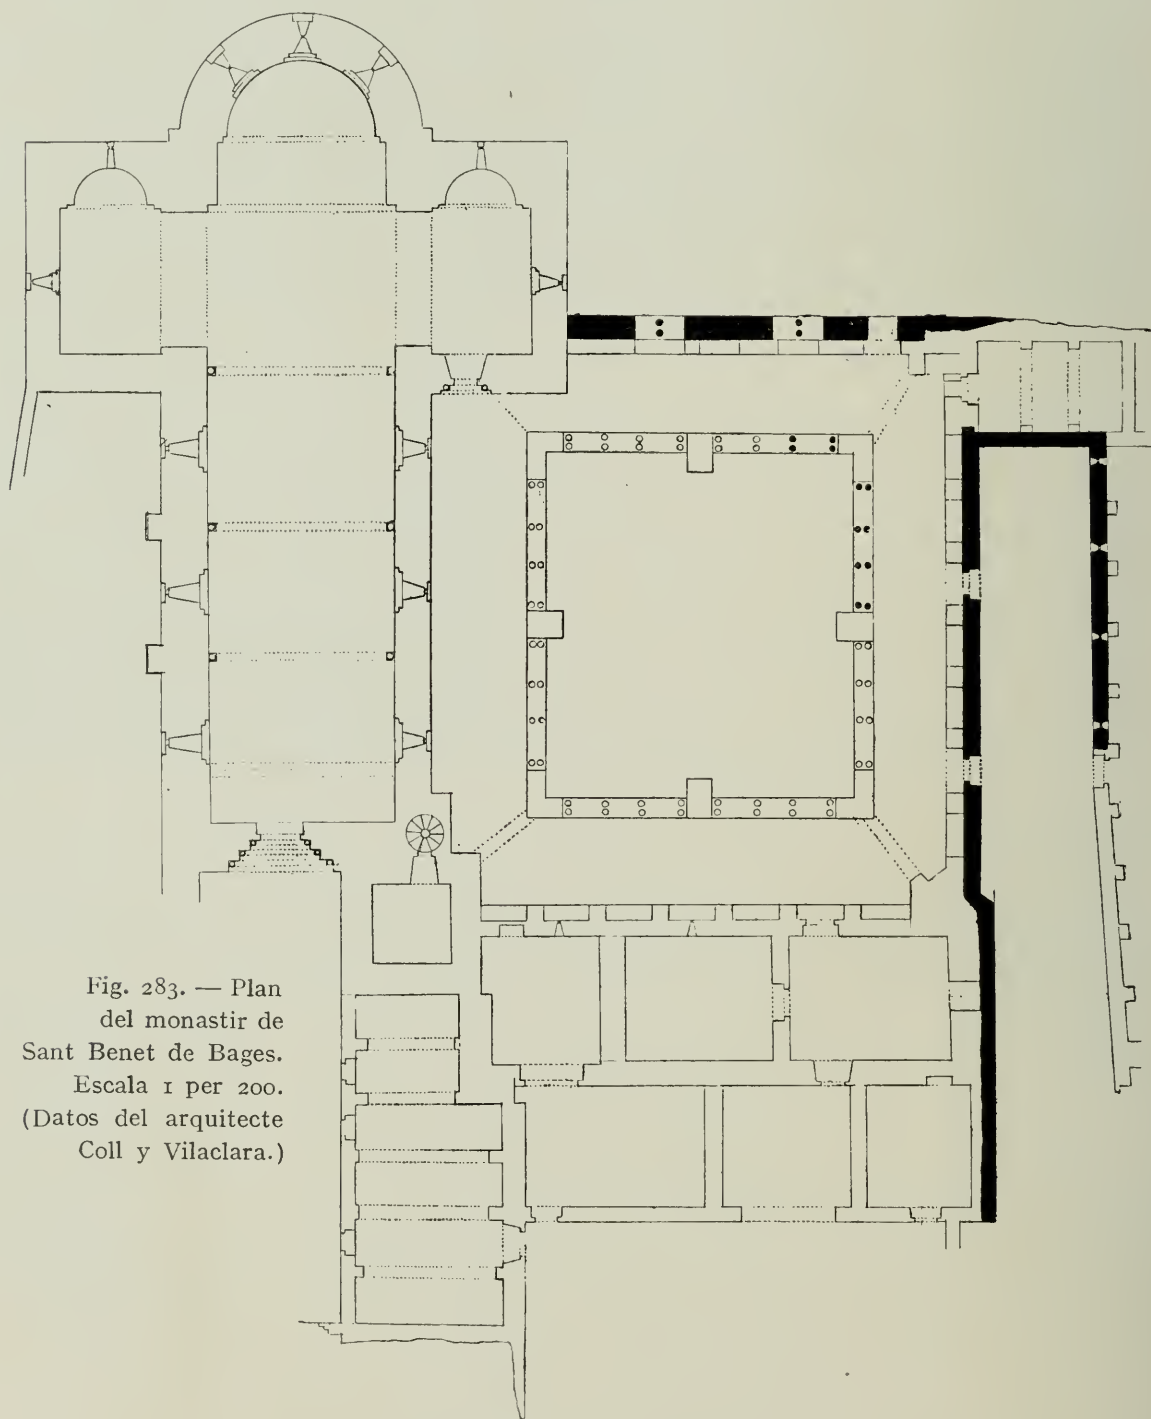 Fig. 283. — Plan
del monastir de
Sant Benet de Bages.
Escala 1 per 200.
(Datos del arquitecte
Coll y Vilaclara.)